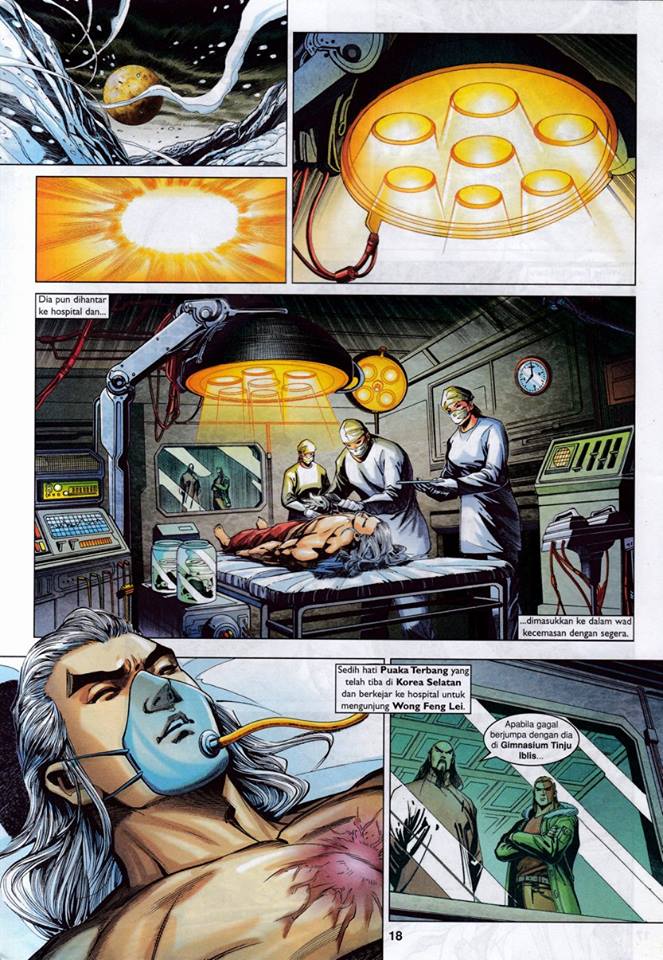 Dia pun dihantar
ke hospital dan...
...dimasukkan ke dalam wad
kecemasan dengan segera.
Sedih hati Puaka Terbang yang
telah tiba di Korea Selatan
dan berkejar ke hospital untuk
mengunjung Wong Feng Lei.
Apabila gagal
berjumpa dengan dia
di Gimnasium Tinju
Iblis...
18